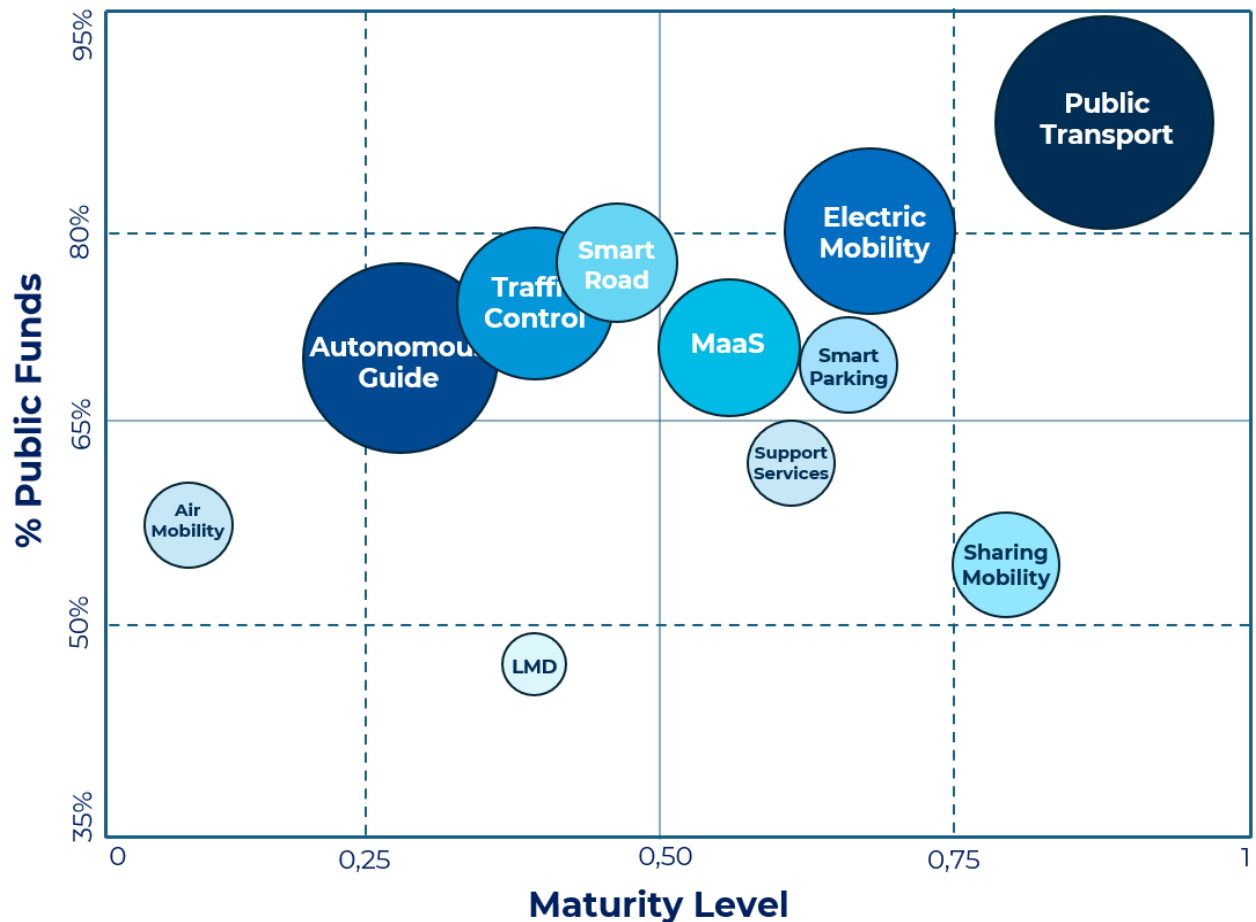 95%
80%
65%
50%
35%
% Public Funds
Public
Transport
Electric
Mobility
Smart
Road
Traffi
Control
Autonomous
Guide
MaaS
Smart
Parking
Support
Services
Air
Mobility
Sharing
Mobility
LMD
0
0,25
0,50
0,75
1
Maturity Level